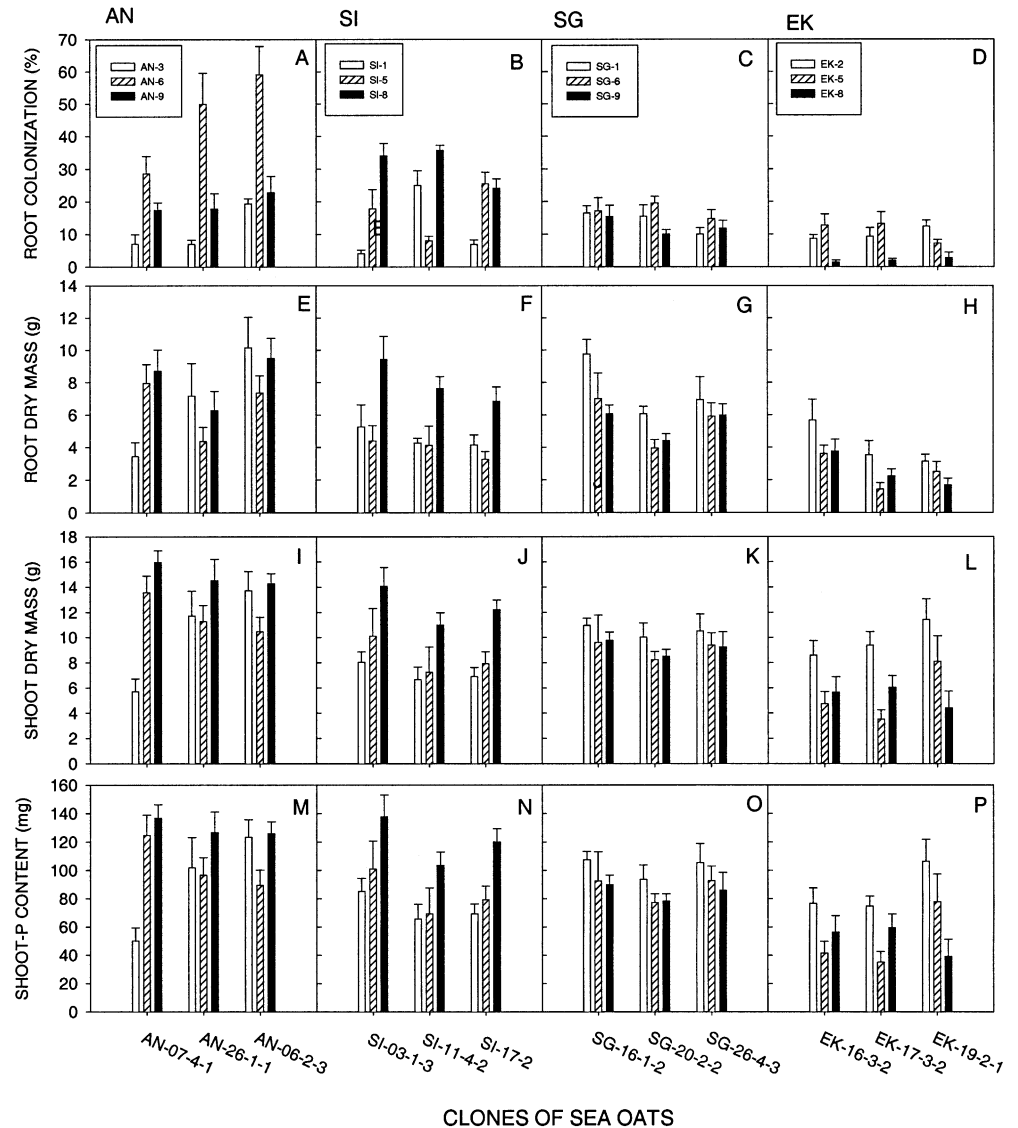 AN SI SG EK
ROOT COLONIZATION (%)
70
60
50
40
30
20
10
0
AN-3
AN-6
AN-9
A
SI-1
SI-5
SI-8
B
E
SG-1
SG-6
SG-9
C
EK-2
EK-5
EK-8
D
ROOT DRY MASS (g)
14
12
10
8
6
4
2
0
E
F
G
H
SHOOT DRY MASS (g)
18
16
14
12
10
8
6
4
2
0
I
J
K
L
SHOOT-P CONTENT (mg)
160
140
120
100
80
60
40
20
0
M
N
O
P
AN-07-4-1
AN-26-1-1
AN-06-2-3
SI-03-1-3
SI-11-4-2
SI-17-2
SG-16-1-2
SG-20-2-2
SG-26-4-3
EK-16-3-2
EK-17-3-2
EK-19-2-1
CLONES OF SEA OATS